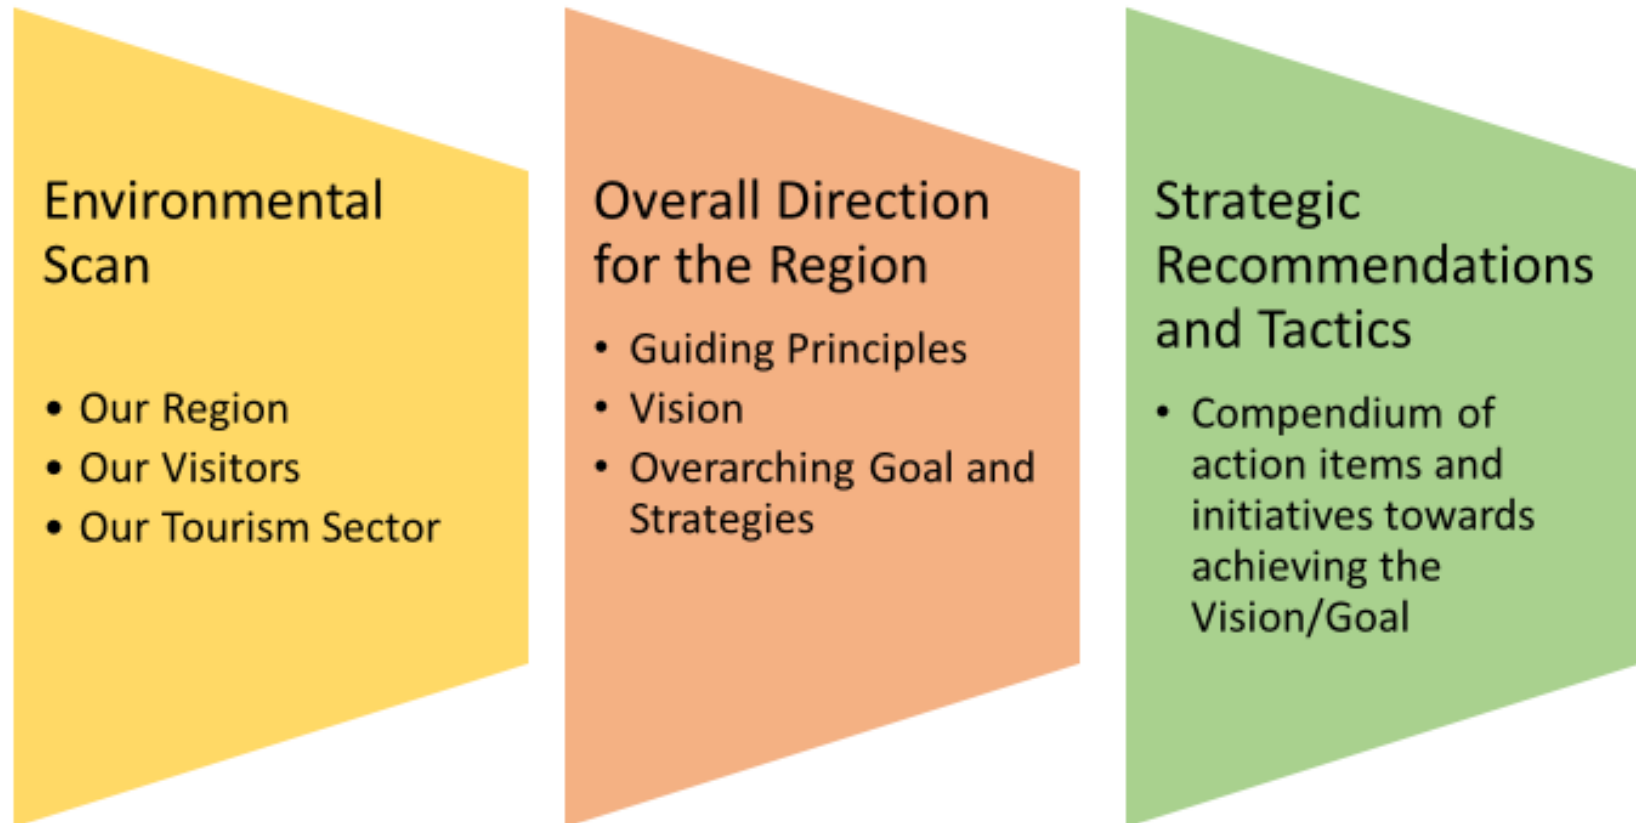 Environmental
Scan
• Our Region
• Our Visitors
• Our Tourism Sector
Overall Direction
for the Region
• Guiding Principles
• Vision
• Overarching Goal and
Strategies
Strategic
Recommendations
and Tactics
• Compendium of
action items and
initiatives towards
achieving the
Vision/Goal